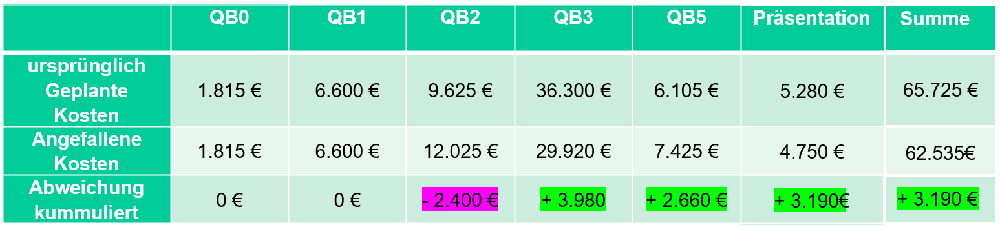 QB0 QB1 QB2 QB3 QB5 Präsentation Summe
ursprünglich
Geplante
Kosten
1.815 € 6.600 € 9.625 € 36.300 € 6.105 € 5.280 € 65.725 €
Angefallene
Kosten
1.815 € 6.600 € 12.025 € 29.920 € 7.425 € 4.750 € 62.535€
Abweichung
kummuliert
0 € 0 € - 2.400 € + 3.980 + 2.660 € + 3.190€ + 3.190 €